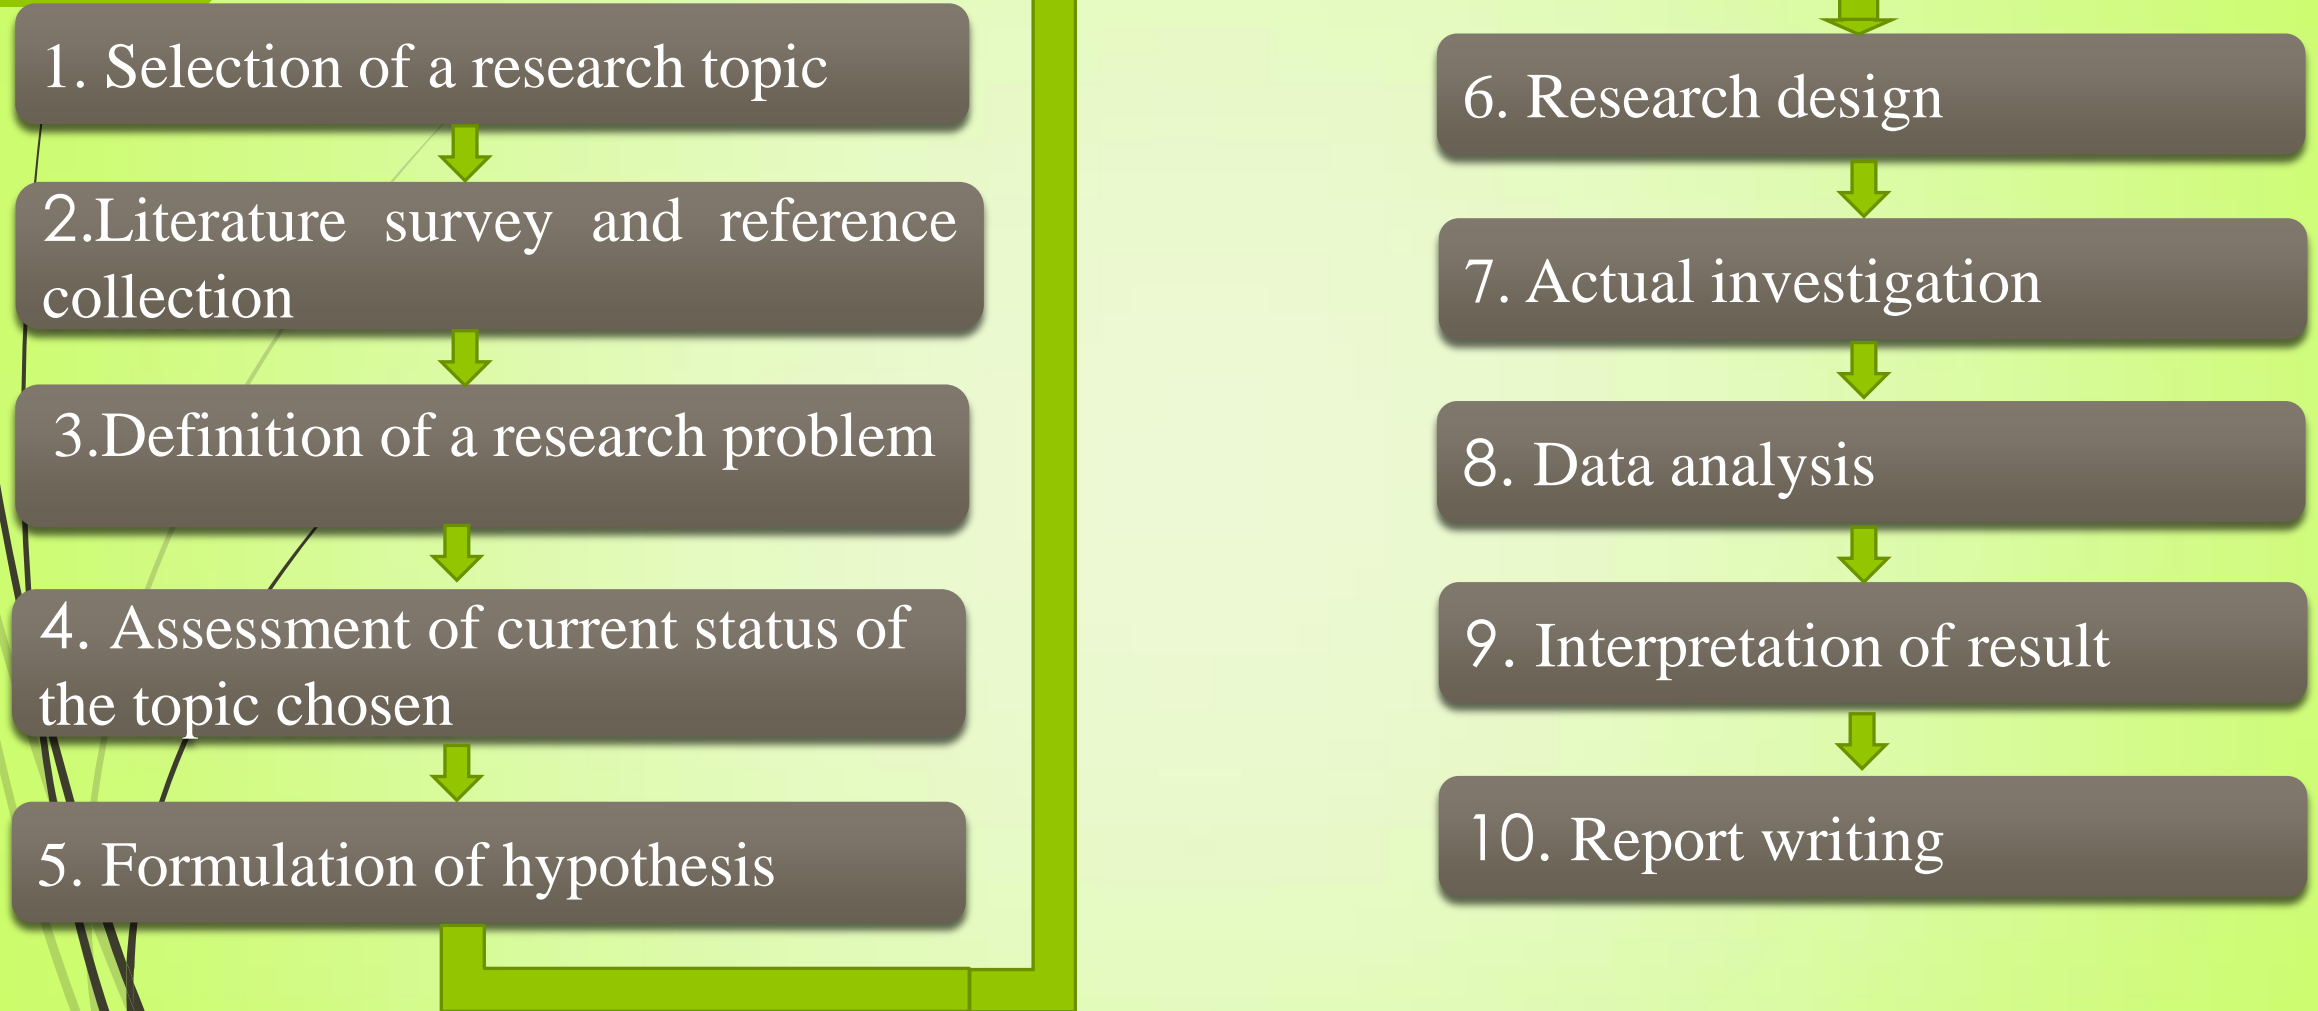 1. Selection of a research topic
2.Literature survey and reference
collection
3.Definition of a research problem
4. Assessment of current status of
the topic chosen
5. Formulation of hypothesis
6. Research design
7. Actual investigation
8. Data analysis
9. Interpretation of result
10. Report writing